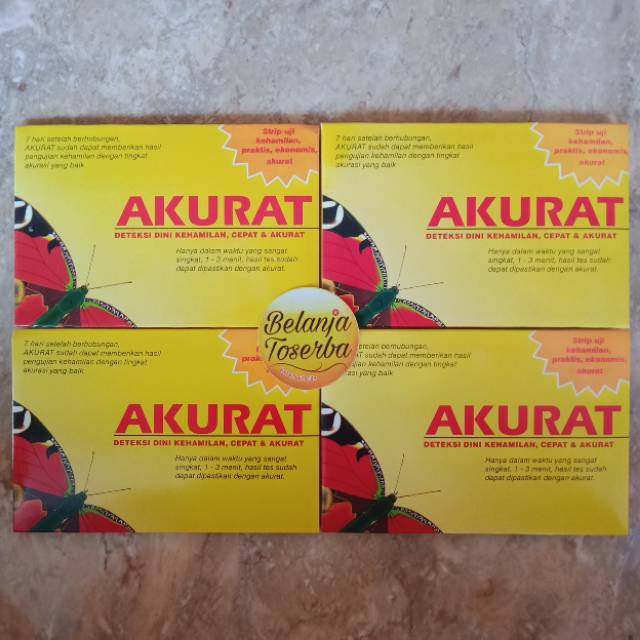 7 hari setelah berhubungan,
AKURAT sudah dapat memberikan hasil
pengujian kehamilan dengan tingkat
akurasi yang baik
Strip uji
kehamilan,
praktis, ekonomis,
akurat
AKURAT
DETEKSI DINI KEHAMILAN, CEPAT & AKURAT
Hanya dalam waktu yang sangat
singkat, 1 - 3 menit, hasil tes sudah
dapat dipastikan dengan akurat.
7 hari setelah berhubungan,
AKURAT sudah dapat memberikan hasil
pengujian kehamilan dengan tingkat
akurasi yang baik
Strip uji
kehamilan,
praktis, ekonomis,
akurat
AKURAT
DETEKSI DINI KEHAMILAN, CEPAT & AKURAT
Hanya dalam waktu yang sangat
singkat, 1 - 3 menit, hasil tes sudah
dapat dipastikan dengan akurat.
Belanja
Toserba
7 hari setelah berhubungan,
AKURAT sudah dapat memberikan hasil
pengujian kehamilan dengan tingkat
akurasi yang baik
AKURAT
DETEKSI DINI KEHAMILAN, CEPAT & AKURAT
Hanya dalam waktu yang sangat
singkat, 1 - 3 menit, hasil tes sudah
dapat dipastikan dengan akurat.
setelah berhubungan,
sudah dapat memberikan hasil
kehamilan dengan tingkat
yang baik
Strip uji
kehamilan,
praktis, ekonomis,
akurat
AKURAT
DETEKSI DINI KEHAMILAN, CEPAT & AKURAT
Hanya dalam waktu yang sangat
singkat, 1 - 3 menit, hasil tes sudah
dapat dipastikan dengan akurat.